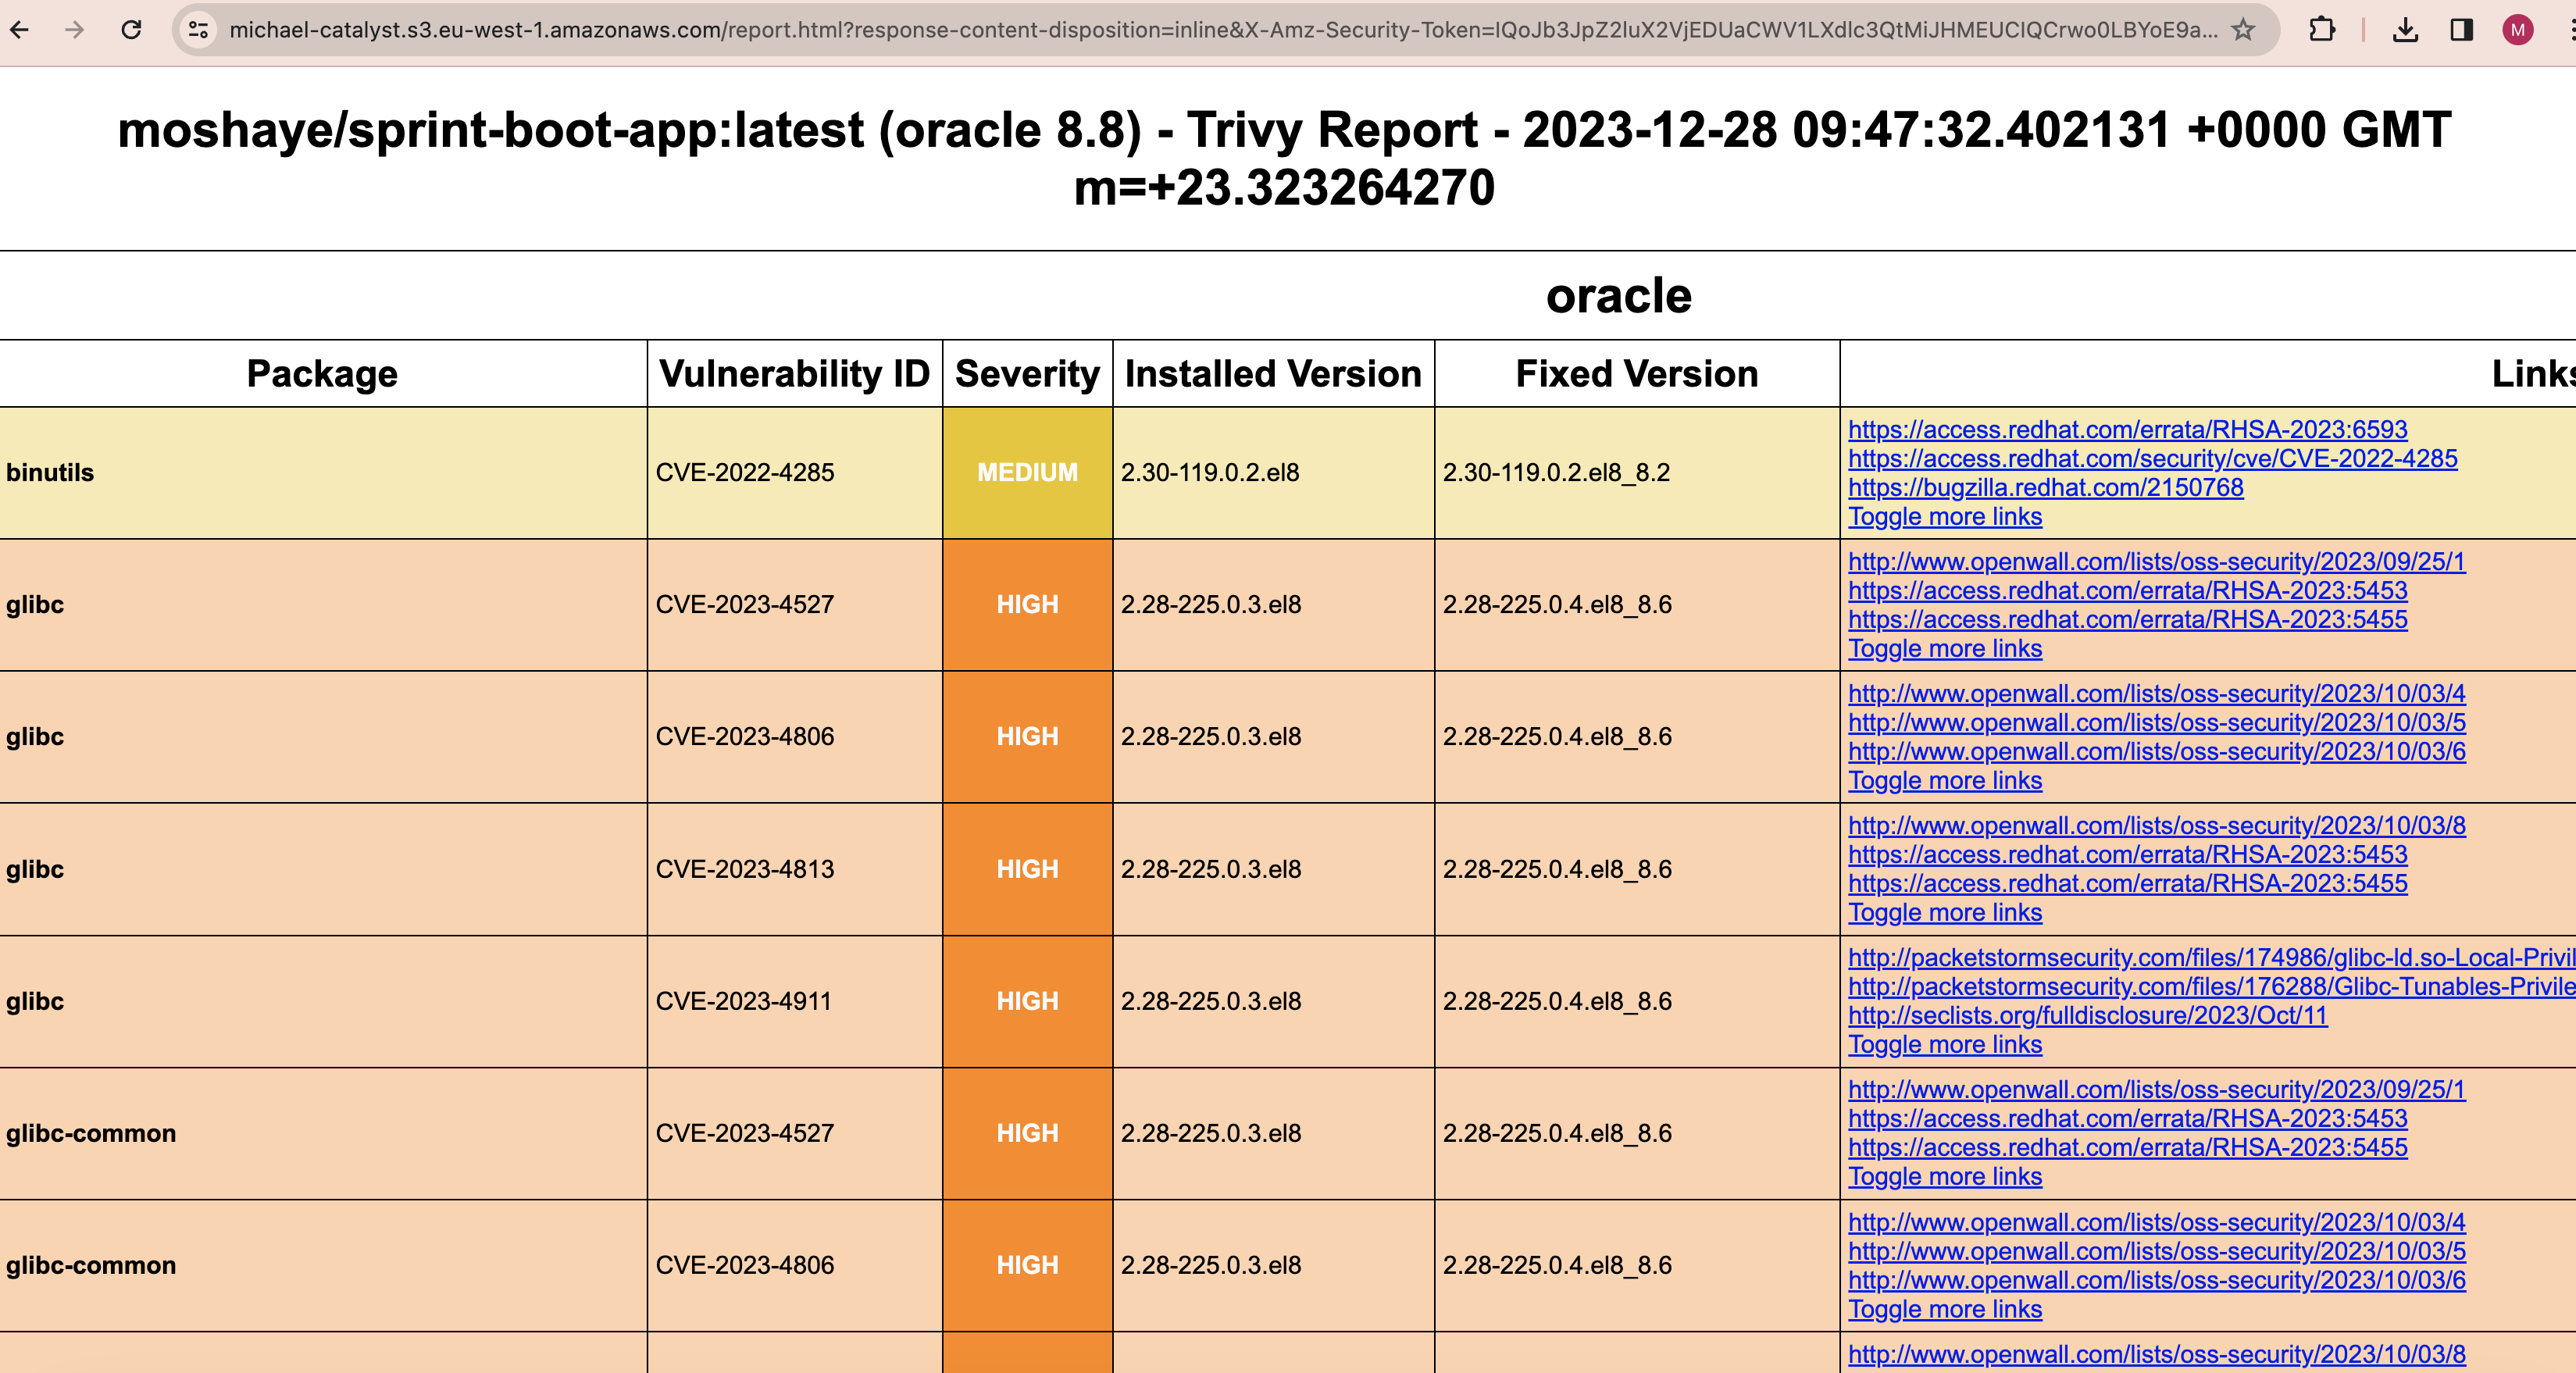 michael-catalyst.s3.eu-west-1.amazonaws.com/report.html?response-content-disposition=inline&X-Amz-Security-Token=IQoJb3JpZ2luX2VjEDUaCWV1LXdlc3QtMiJHMEUCIQCrwo0LBYoE9a...
M
moshaye/sprint-boot-app:latest (oracle 8.8) - Trivy Report - 2023-12-28 09:47:32.402131 +0000 GMT
m=+23.323264270
oracle
Package Vulnerability ID Severity Installed Version Fixed Version Links
binutils CVE-2022-4285 MEDIUM 2.30-119.0.2.el8 2.30-119.0.2.el8_8.2
https://access.redhat.com/errata/RHSA-2023:6593
https://access.redhat.com/security/cve/CVE-2022-4285
https://bugzilla.redhat.com/2150768
Toggle more links
glibc CVE-2023-4527 HIGH 2.28-225.0.3.el8 2.28-225.0.4.el8_8.6
http://www.openwall.com/lists/oss-security/2023/09/25/1
https://access.redhat.com/errata/RHSA-2023:5453
https://access.redhat.com/errata/RHSA-2023:5455
Toggle more links
glibc CVE-2023-4806 HIGH 2.28-225.0.3.el8 2.28-225.0.4.el8_8.6
http://www.openwall.com/lists/oss-security/2023/10/03/4
http://www.openwall.com/lists/oss-security/2023/10/03/5
http://www.openwall.com/lists/oss-security/2023/10/03/6
Toggle more links
glibc CVE-2023-4813 HIGH 2.28-225.0.3.el8 2.28-225.0.4.el8_8.6
http://www.openwall.com/lists/oss-security/2023/10/03/8
https://access.redhat.com/errata/RHSA-2023:5453
https://access.redhat.com/errata/RHSA-2023:5455
Toggle more links
glibc CVE-2023-4911 HIGH 2.28-225.0.3.el8 2.28-225.0.4.el8_8.6
http://packetstormsecurity.com/files/174986/glibc-ld.so-Local-Privil
http://packetstormsecurity.com/files/176288/Glibc-Tunables-Privile
http://seclists.org/fulldisclosure/2023/Oct/11
Toggle more links
glibc-common CVE-2023-4527 HIGH 2.28-225.0.3.el8 2.28-225.0.4.el8_8.6
http://www.openwall.com/lists/oss-security/2023/09/25/1
https://access.redhat.com/errata/RHSA-2023:5453
https://access.redhat.com/errata/RHSA-2023:5455
Toggle more links
glibc-common CVE-2023-4806 HIGH 2.28-225.0.3.el8 2.28-225.0.4.el8_8.6
http://www.openwall.com/lists/oss-security/2023/10/03/4
http://www.openwall.com/lists/oss-security/2023/10/03/5
http://www.openwall.com/lists/oss-security/2023/10/03/6
Toggle more links
http://www.openwall.com/lists/oss-security/2023/10/03/8